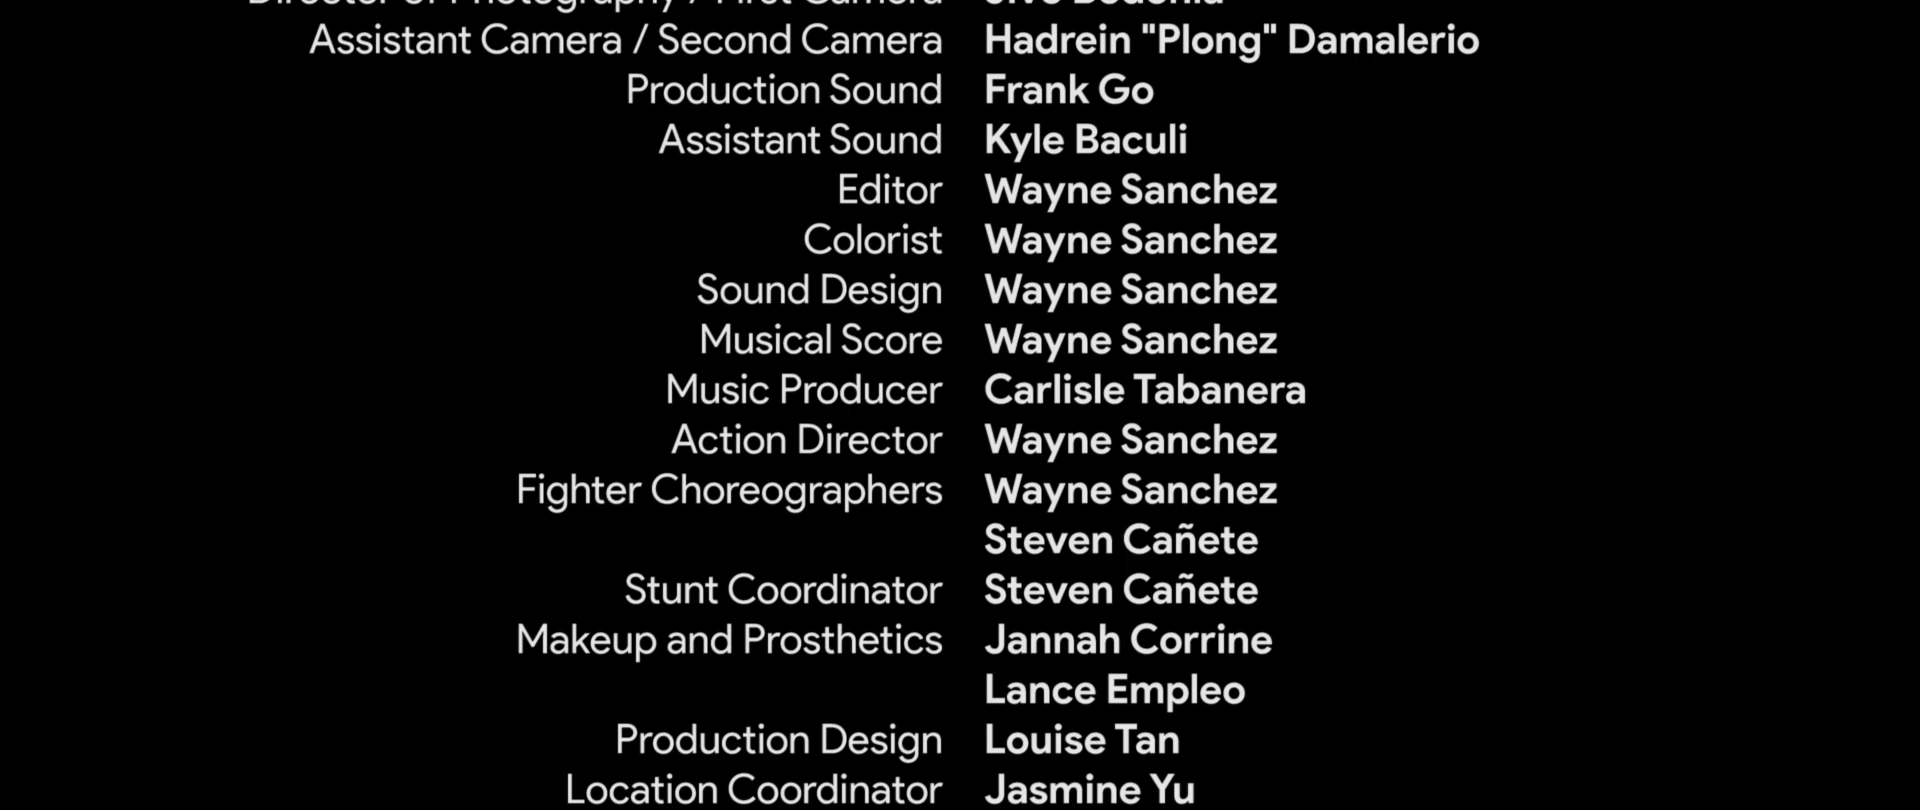 Director of Photography / First Camera
Assistant Camera / Second Camera Hadrein "Plong" Damalerio
Production Sound Frank Go
Assistant Sound Kyle Baculi
Editor Wayne Sanchez
Colorist Wayne Sanchez
Sound Design Wayne Sanchez
Musical Score Wayne Sanchez
Music Producer Carlisle Tabanera
Action Director Wayne Sanchez
Fighter Choreographers Wayne Sanchez
Steven Cañete
Stunt Coordinator Steven Cañete
Makeup and Prosthetics Jannah Corrine
Lance Empleo
Production Design Louise Tan
Location Coordinator Jasmine Yu